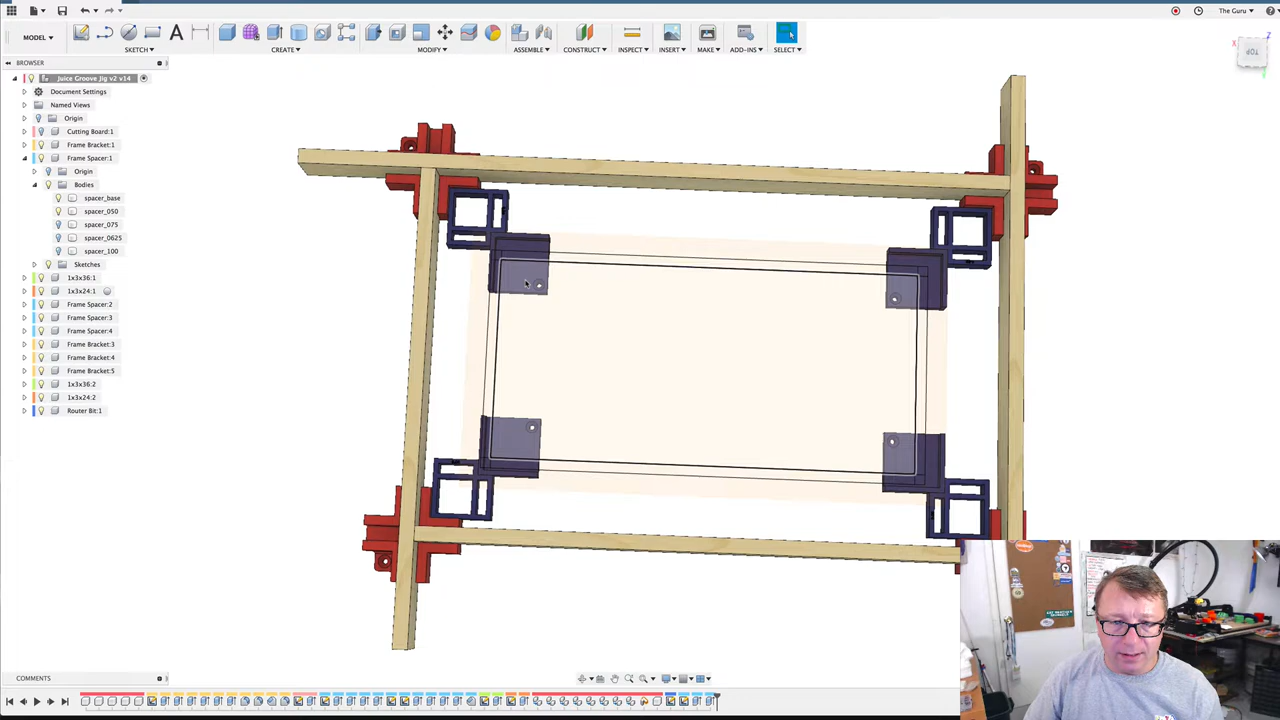 The Guru
MODEL
SKETCH
CREATE
MODIFY
ASSEMBLE
CONSTRUCT
INSPECT
INSERT
MAKE
ADD-INS
SELECT
BROWSER
Juice Groove Jig v2 v14
Document Settings
Named Views
Origin
Cutting Board:1
Frame Bracket:1
Frame Spacer:1
Origin
Bodies
spacer_base
spacer_050
spacer_075
spacer_0625
spacer_100
Sketches
1x3x36:1
1x3x24:1
Frame Spacer:2
Frame Spacer:3
Frame Spacer:4
Frame Bracket:3
Frame Bracket:4
Frame Bracket:5
1x3x36:2
1x3x24:2
Router Bit:1
X
Z
TOP
COMMENTS